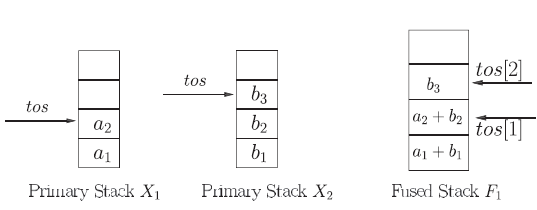 tos
a₂
a₁
Primary Stack X₁
tos
b₃
b₂
b₁
Primary Stack X₂
tos[2]
b₃
a₂ + b₂
tos[1]
a₁ + b₁
Fused Stack F₁